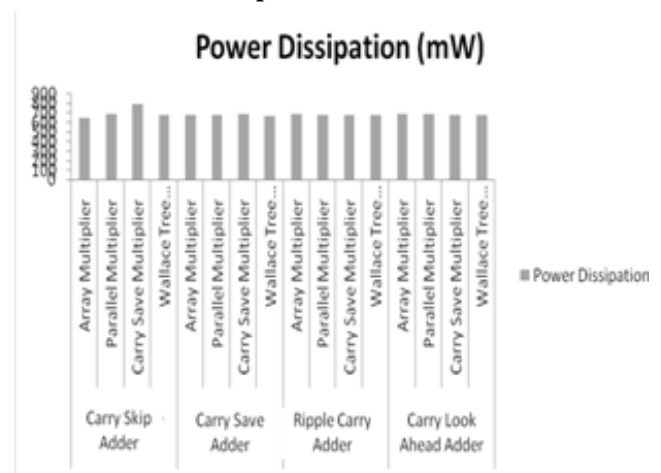 Power Dissipation (mW)
900
0
Array Multiplier
Parallel Multiplier
Carry Save Multiplier
Wallace Tree...
Array Multiplier
Parallel Multiplier
Carry Save Multiplier
Wallace Tree...
Array Multiplier
Parallel Multiplier
Carry Save Multiplier
Wallace Tree...
Array Multiplier
Parallel Multiplier
Carry Save Multiplier
Wallace Tree...
Carry Skip
Adder
Carry Save
Adder
Ripple Carry
Adder
Carry Look
Ahead Adder
Power Dissipation